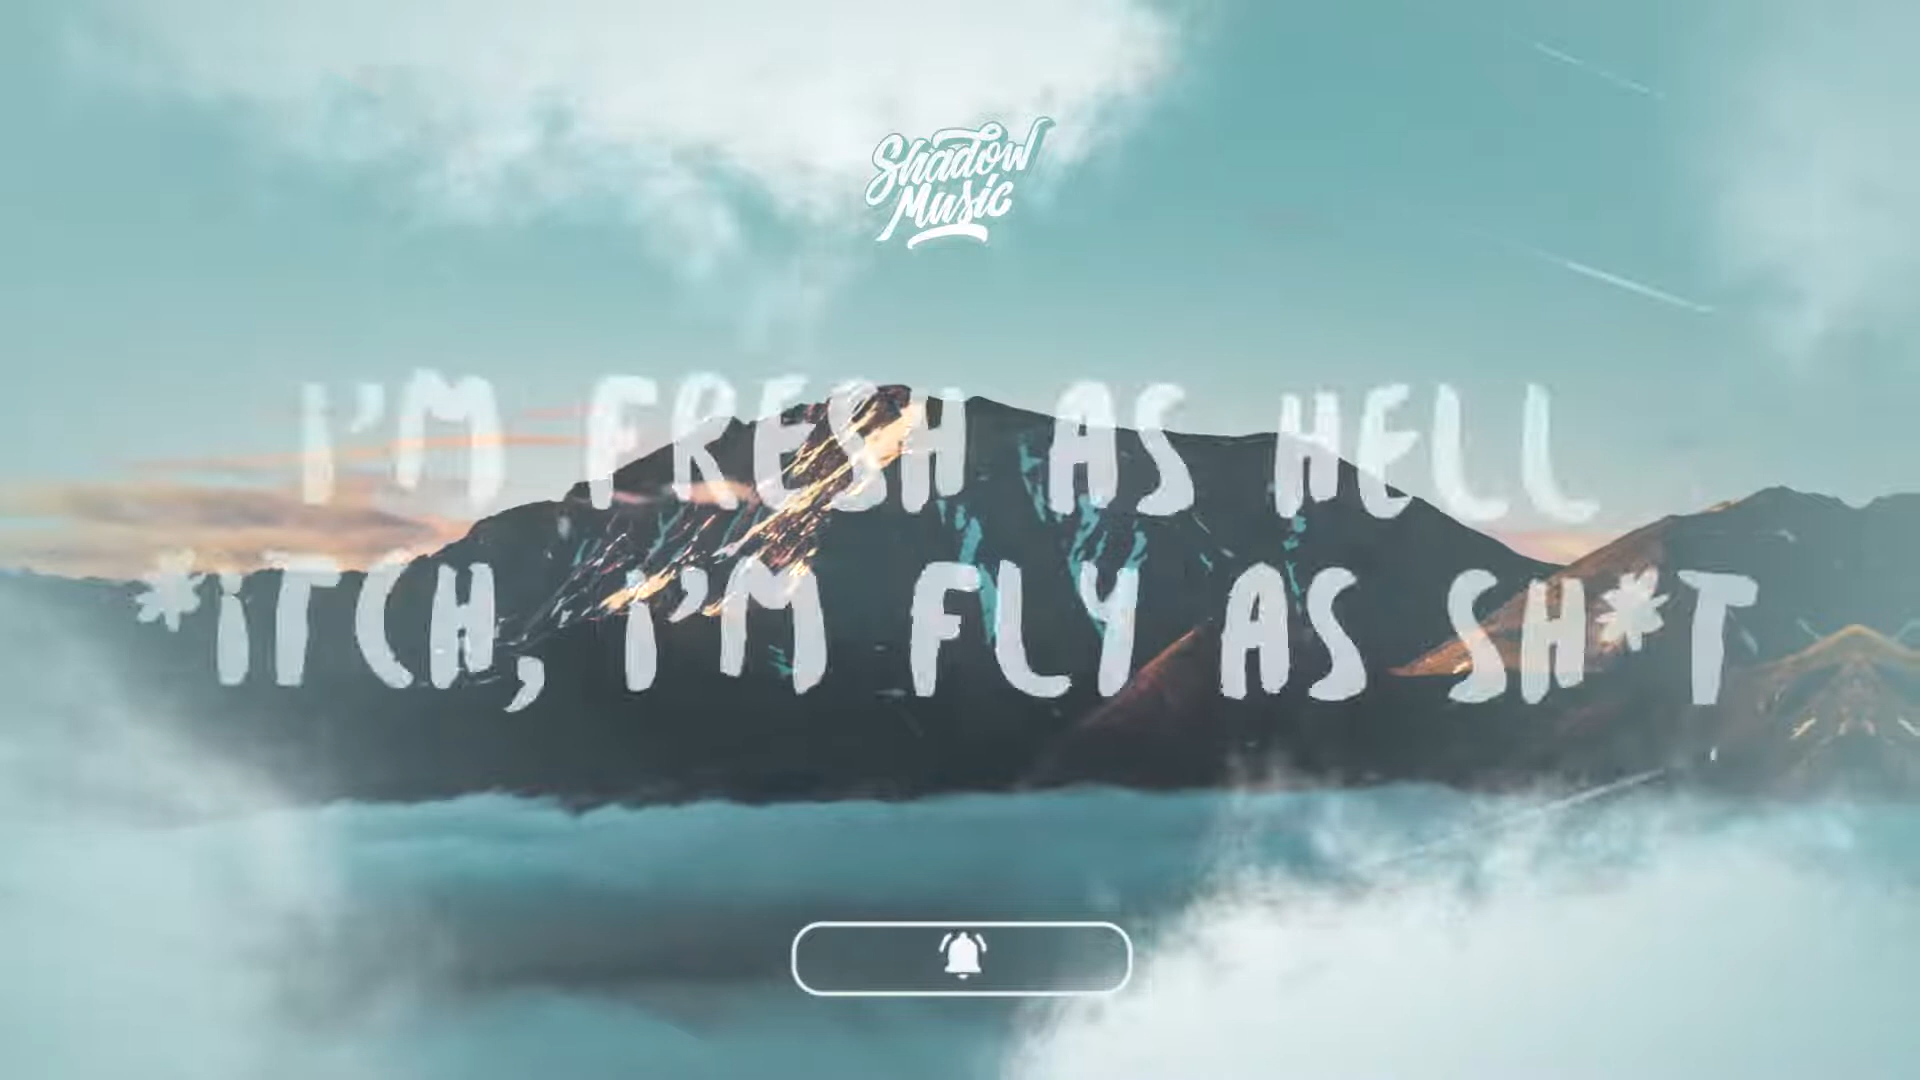 Shadow
Music
I'M FRESH AS HELL
*ITCH, I'M FLY AS SH*T